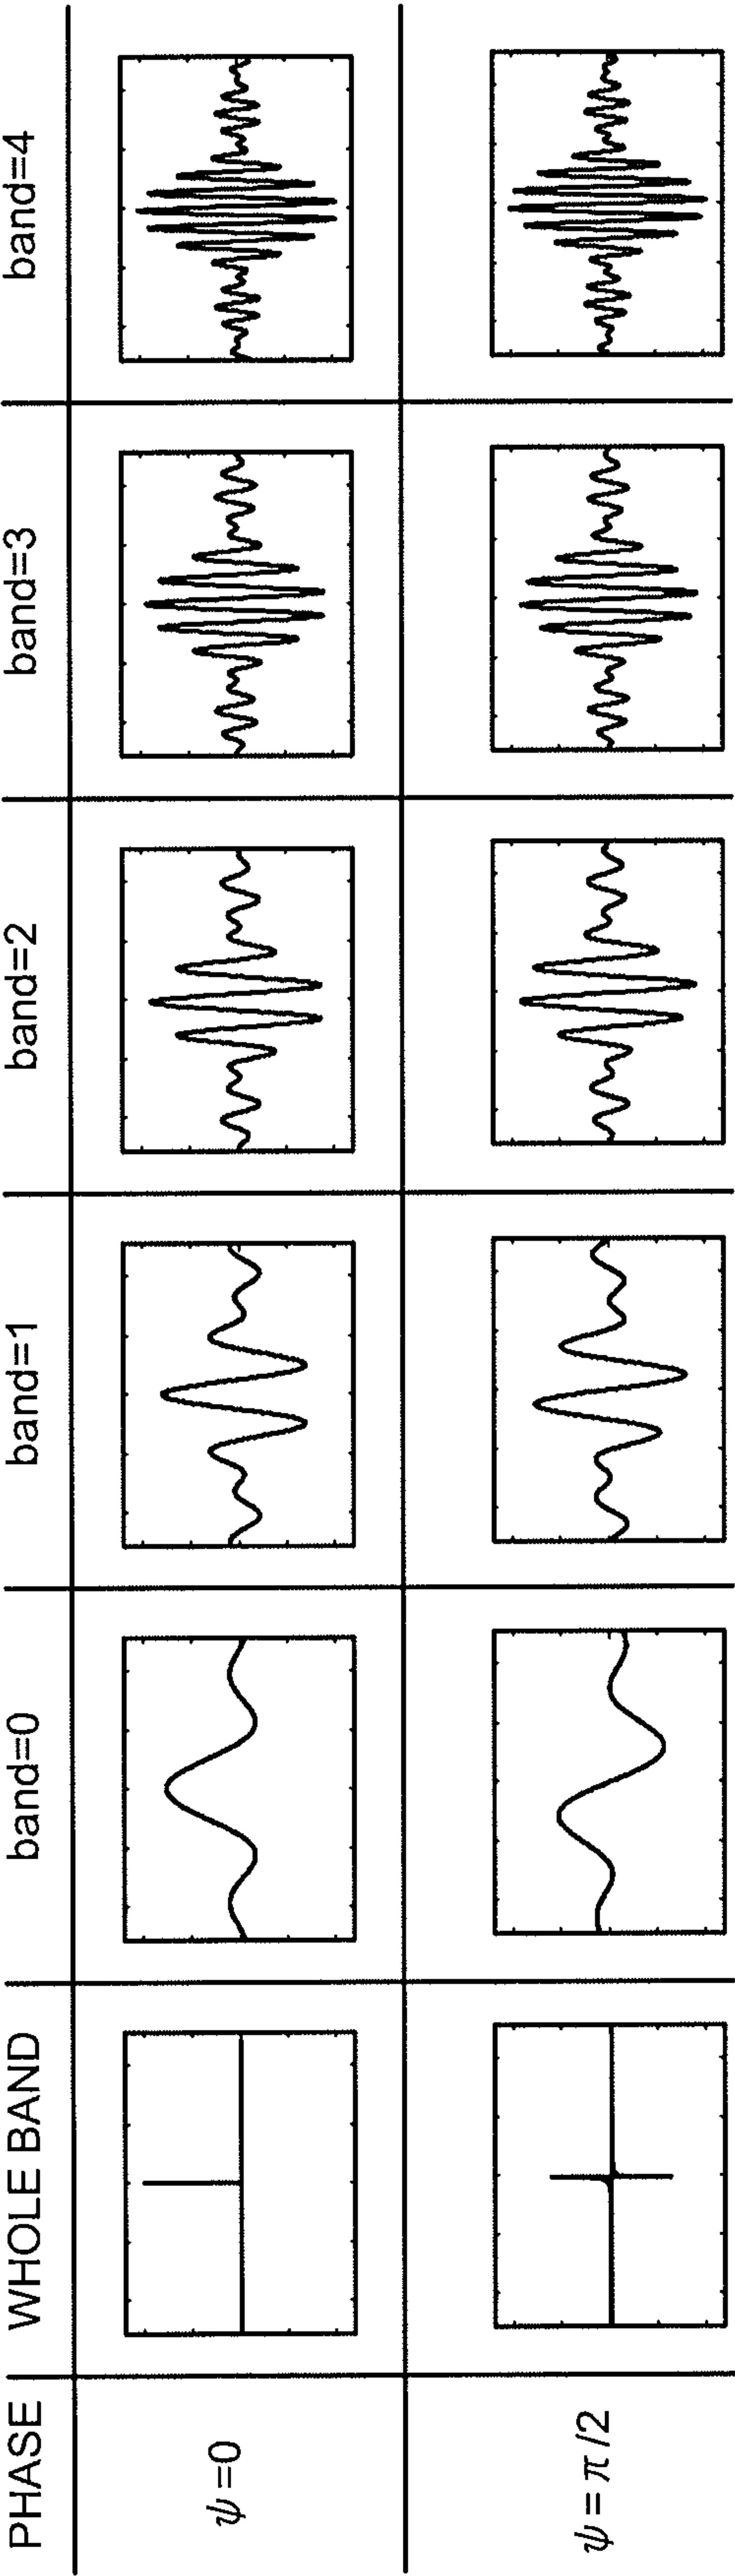 PHASE WHOLE BAND band=0 band=1 band=2 band=3 band=4
ψ=0
ψ=π/2